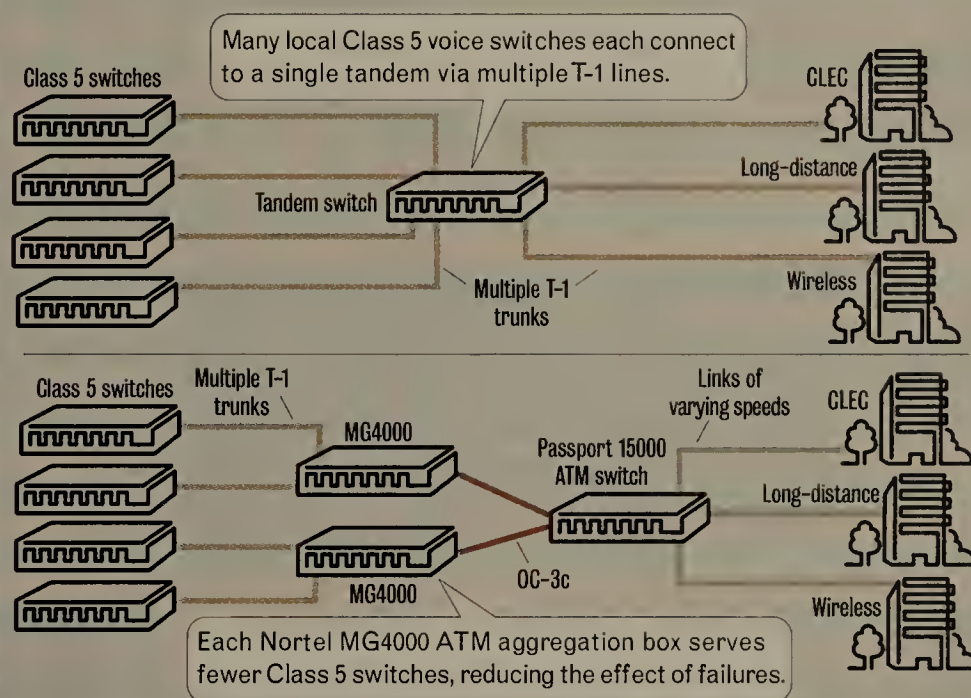 Many local Class 5 voice switches each connect
to a single tandem via multiple T-1 lines.
Class 5 switches
CLEC
Long-distance
Tandem switch
Wireless
Multiple T-1
trunks
Class 5 switches
Multiple T-1
trunks
Links of
varying speeds
CLEC
MG4000
Passport 15000
ATM switch
Long-distance
OC-3c
MG4000
Wireless
Each Nortel MG4000 ATM aggregation box serves
fewer Class 5 switches, reducing the effect of failures.